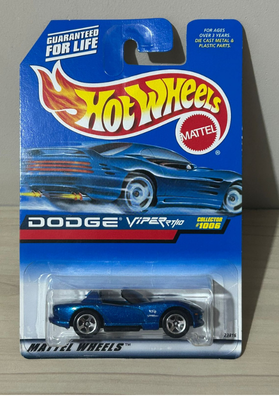 GUARANTEED
FOR LIFE
FOR AGES
OVER 3 YEARS
DIE CAST METAL &
PLASTIC PARTS
Hot Wheels
MATTEL
DODGE VIPER RT/10
COLLECTOR
#1006
MATTEL WHEELS™